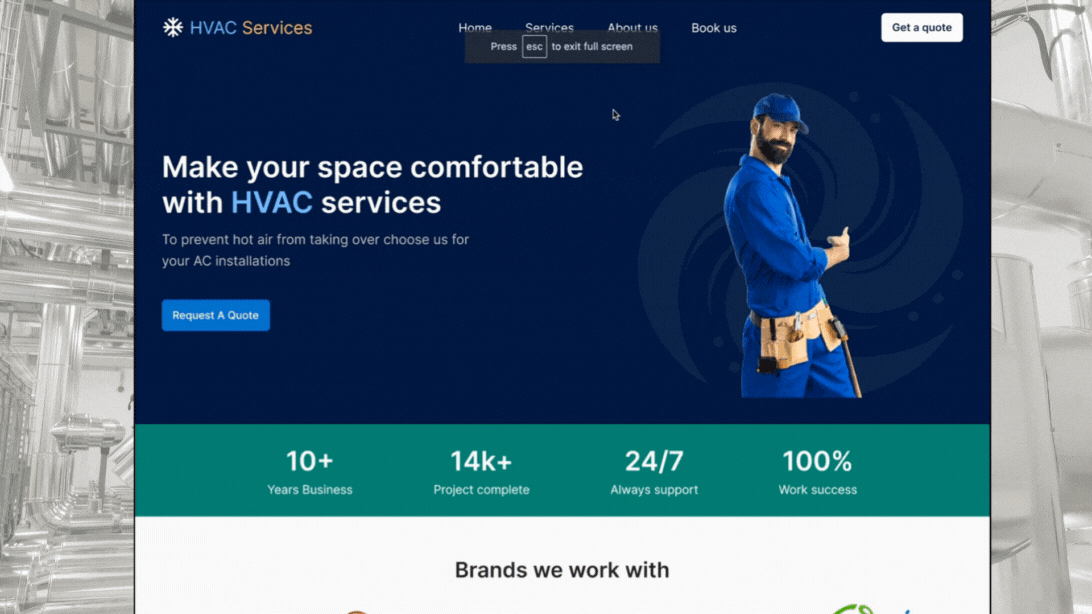 HVAC Services
Home Services About us Book us
Get a quote
Press esc to exit full screen
Make your space comfortable
with HVAC services
To prevent hot air from taking over choose us for
your AC installations
Request A Quote
10+ 14k+ 24/7 100%
Years Business Project complete Always support Work success
Brands we work with